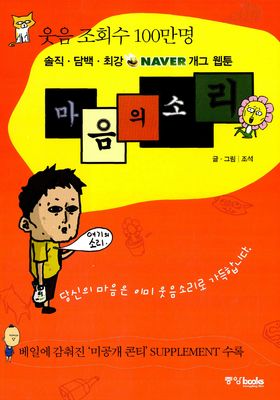 웃음 조회수 100만명
솔직·담백·최강 NAVER 개그 웹툰
마음의소리
글·그림 | 조석
여기의
소리.
당신의 마음은 이미 웃음소리로 가득합니다.
베일에 감춰진 '미공개 콘티' SUPPLEMENT 수록
중앙books